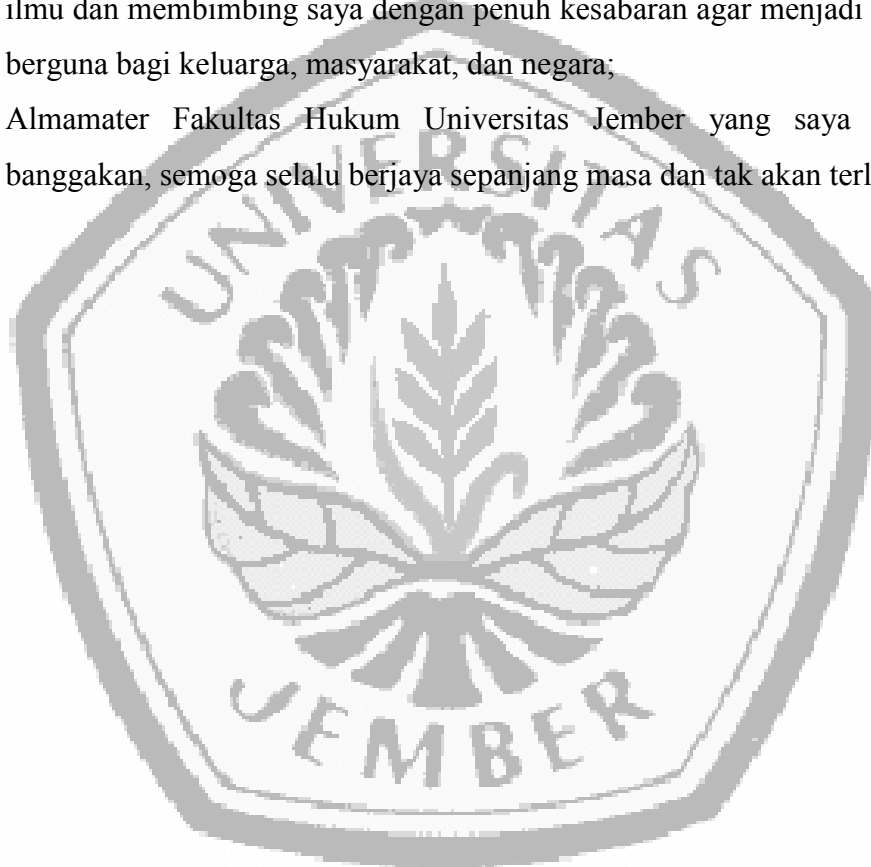 ilmu dan membimbing saya dengan penuh kesabaran agar menjadi
berguna bagi keluarga, masyarakat, dan negara;
Almamater Fakultas Hukum Universitas Jember yang saya
banggakan, semoga selalu berjaya sepanjang masa dan tak akan
UNIVERSITAS
JEMBER